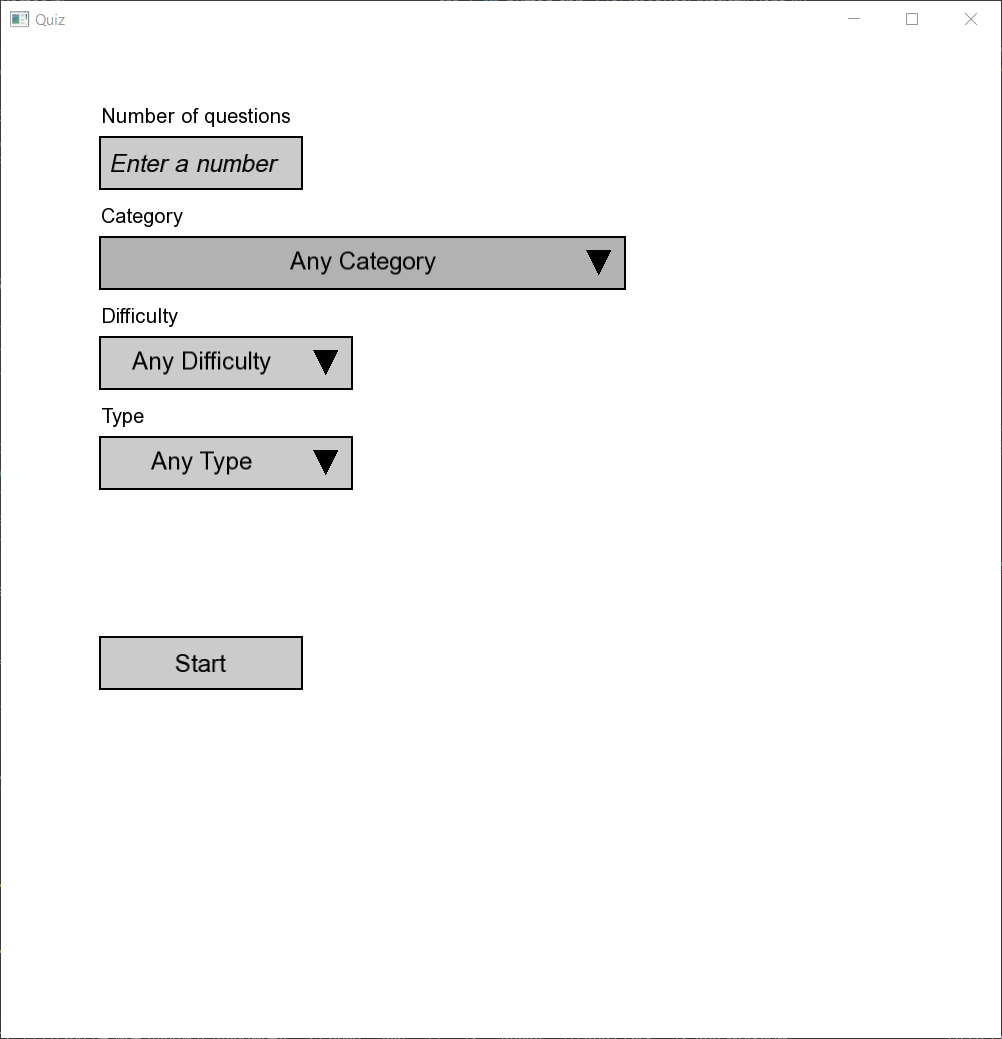 Quiz
Number of questions
Enter a number
Category
Any Category
Difficulty
Any Difficulty
Type
Any Type
Start